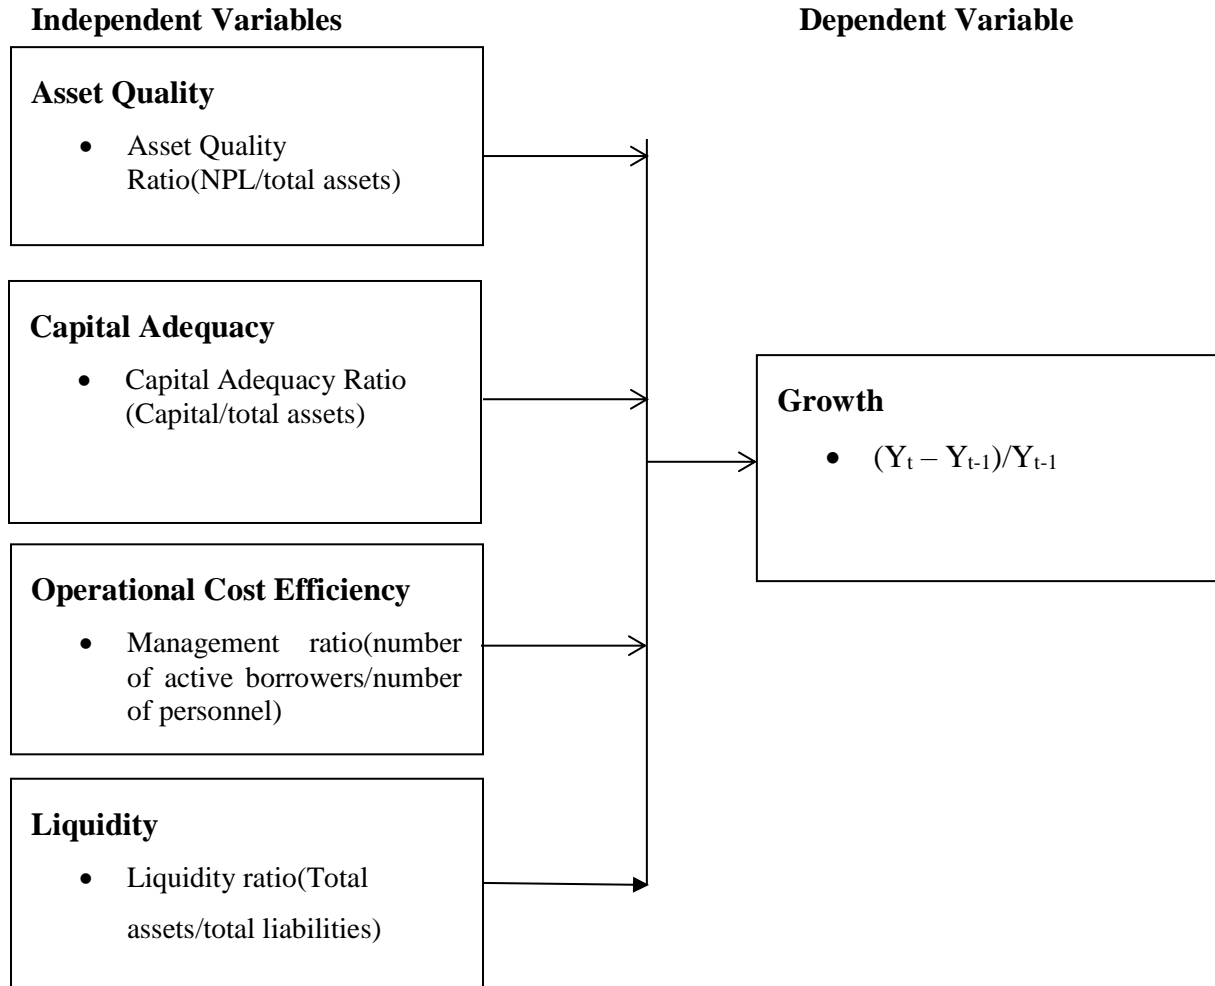 Independent Variables
Dependent Variable
Asset Quality
• Asset Quality
Ratio(NPL/total assets)
Capital Adequacy
• Capital Adequacy Ratio
(Capital/total assets)
Growth
• (Yt – Yt-1)/Yt-1
Operational Cost Efficiency
• Management ratio(number
of active borrowers/number
of personnel)
Liquidity
• Liquidity ratio(Total
assets/total liabilities)